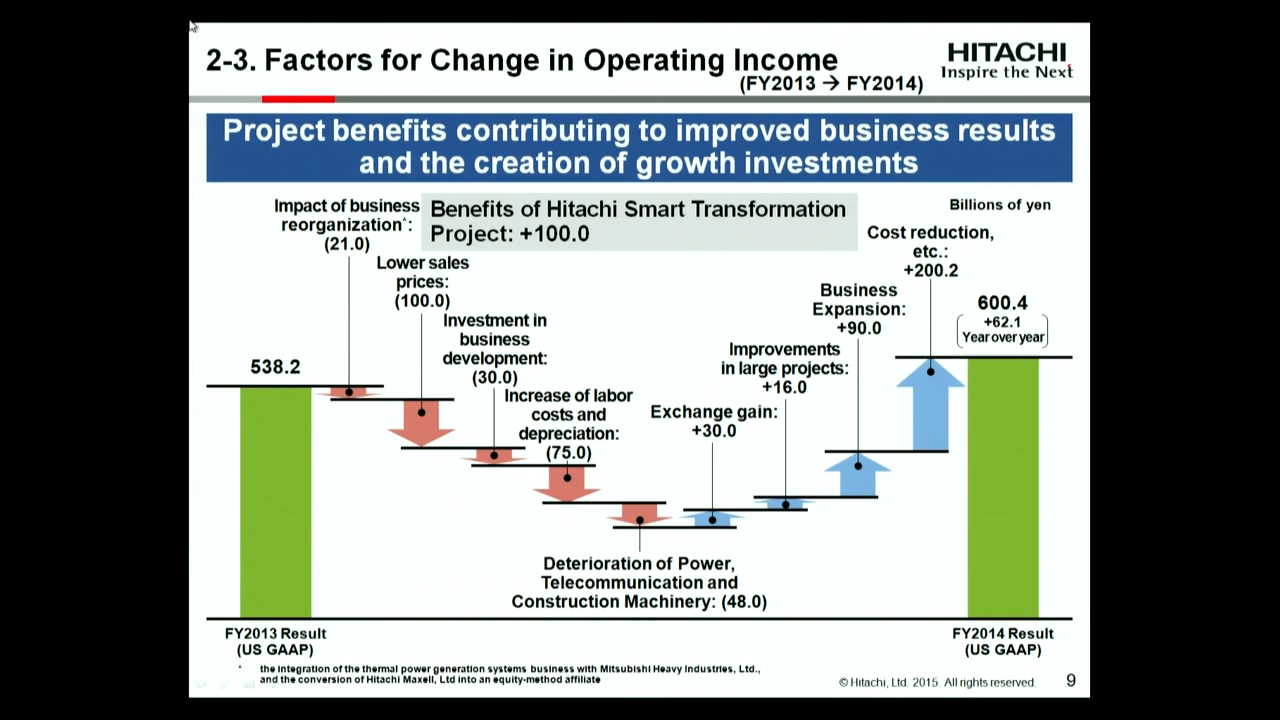 2-3. Factors for Change in Operating Income
(FY2013 → FY2014)
HITACHI
Inspire the Next
Project benefits contributing to improved business results
and the creation of growth investments
Impact of business
reorganization*:
(21.0)
Benefits of Hitachi Smart Transformation
Project: +100.0
Billions of yen
Lower sales
prices:
(100.0)
Investment in
business
development:
(30.0)
Increase of labor
costs and
depreciation:
(75.0)
Deterioration of Power,
Telecommunication and
Construction Machinery: (48.0)
Exchange gain:
+30.0
Improvements
in large projects:
+16.0
Business
Expansion:
+90.0
Cost reduction,
etc.:
+200.2
538.2
600.4
+62.1
Year over year
FY2013 Result
(US GAAP)
FY2014 Result
(US GAAP)
* the integration of the thermal power generation systems business with Mitsubishi Heavy Industries, Ltd.,
and the conversion of Hitachi Maxell, Ltd into an equity-method affiliate
© Hitachi, Ltd. 2015. All rights reserved.
9